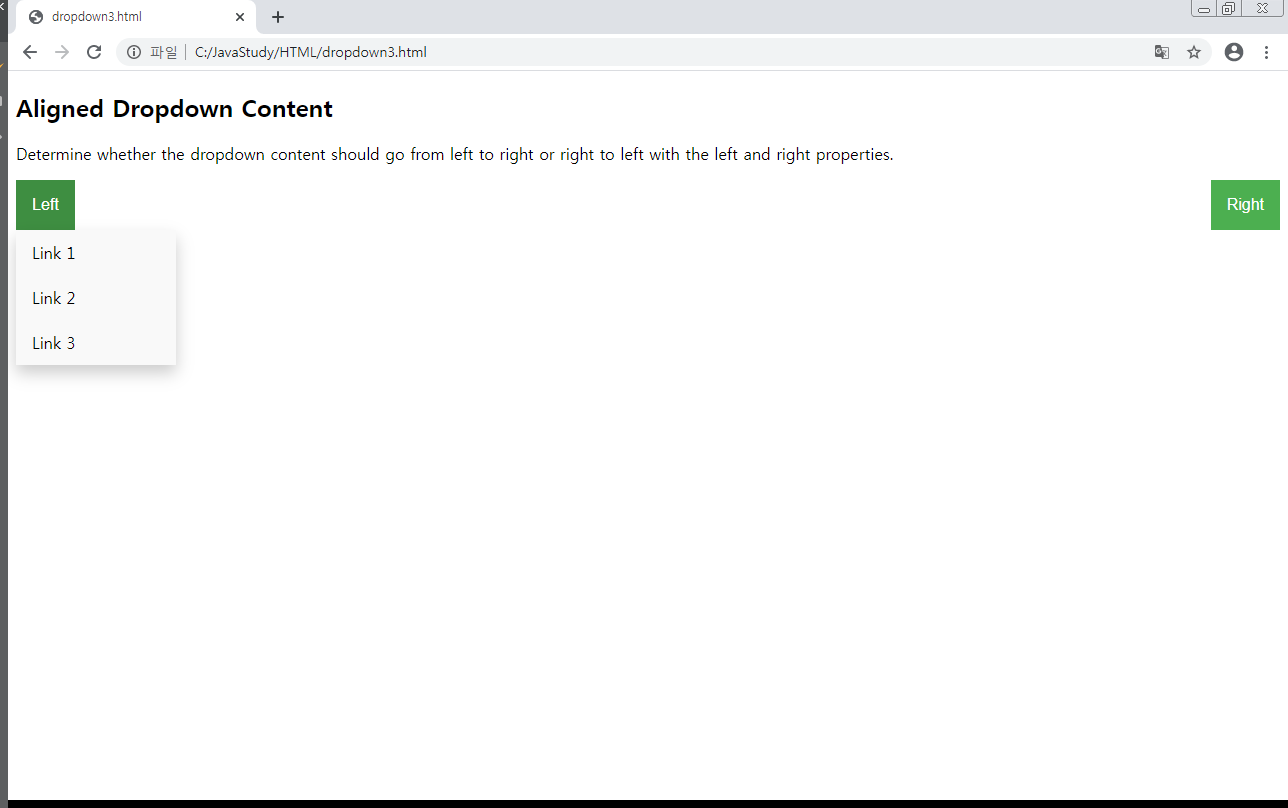 dropdown3.html
파일 C:/JavaStudy/HTML/dropdown3.html
Aligned Dropdown Content
Determine whether the dropdown content should go from left to right or right to left with the left and right properties.
Left Right
Link 1
Link 2
Link 3